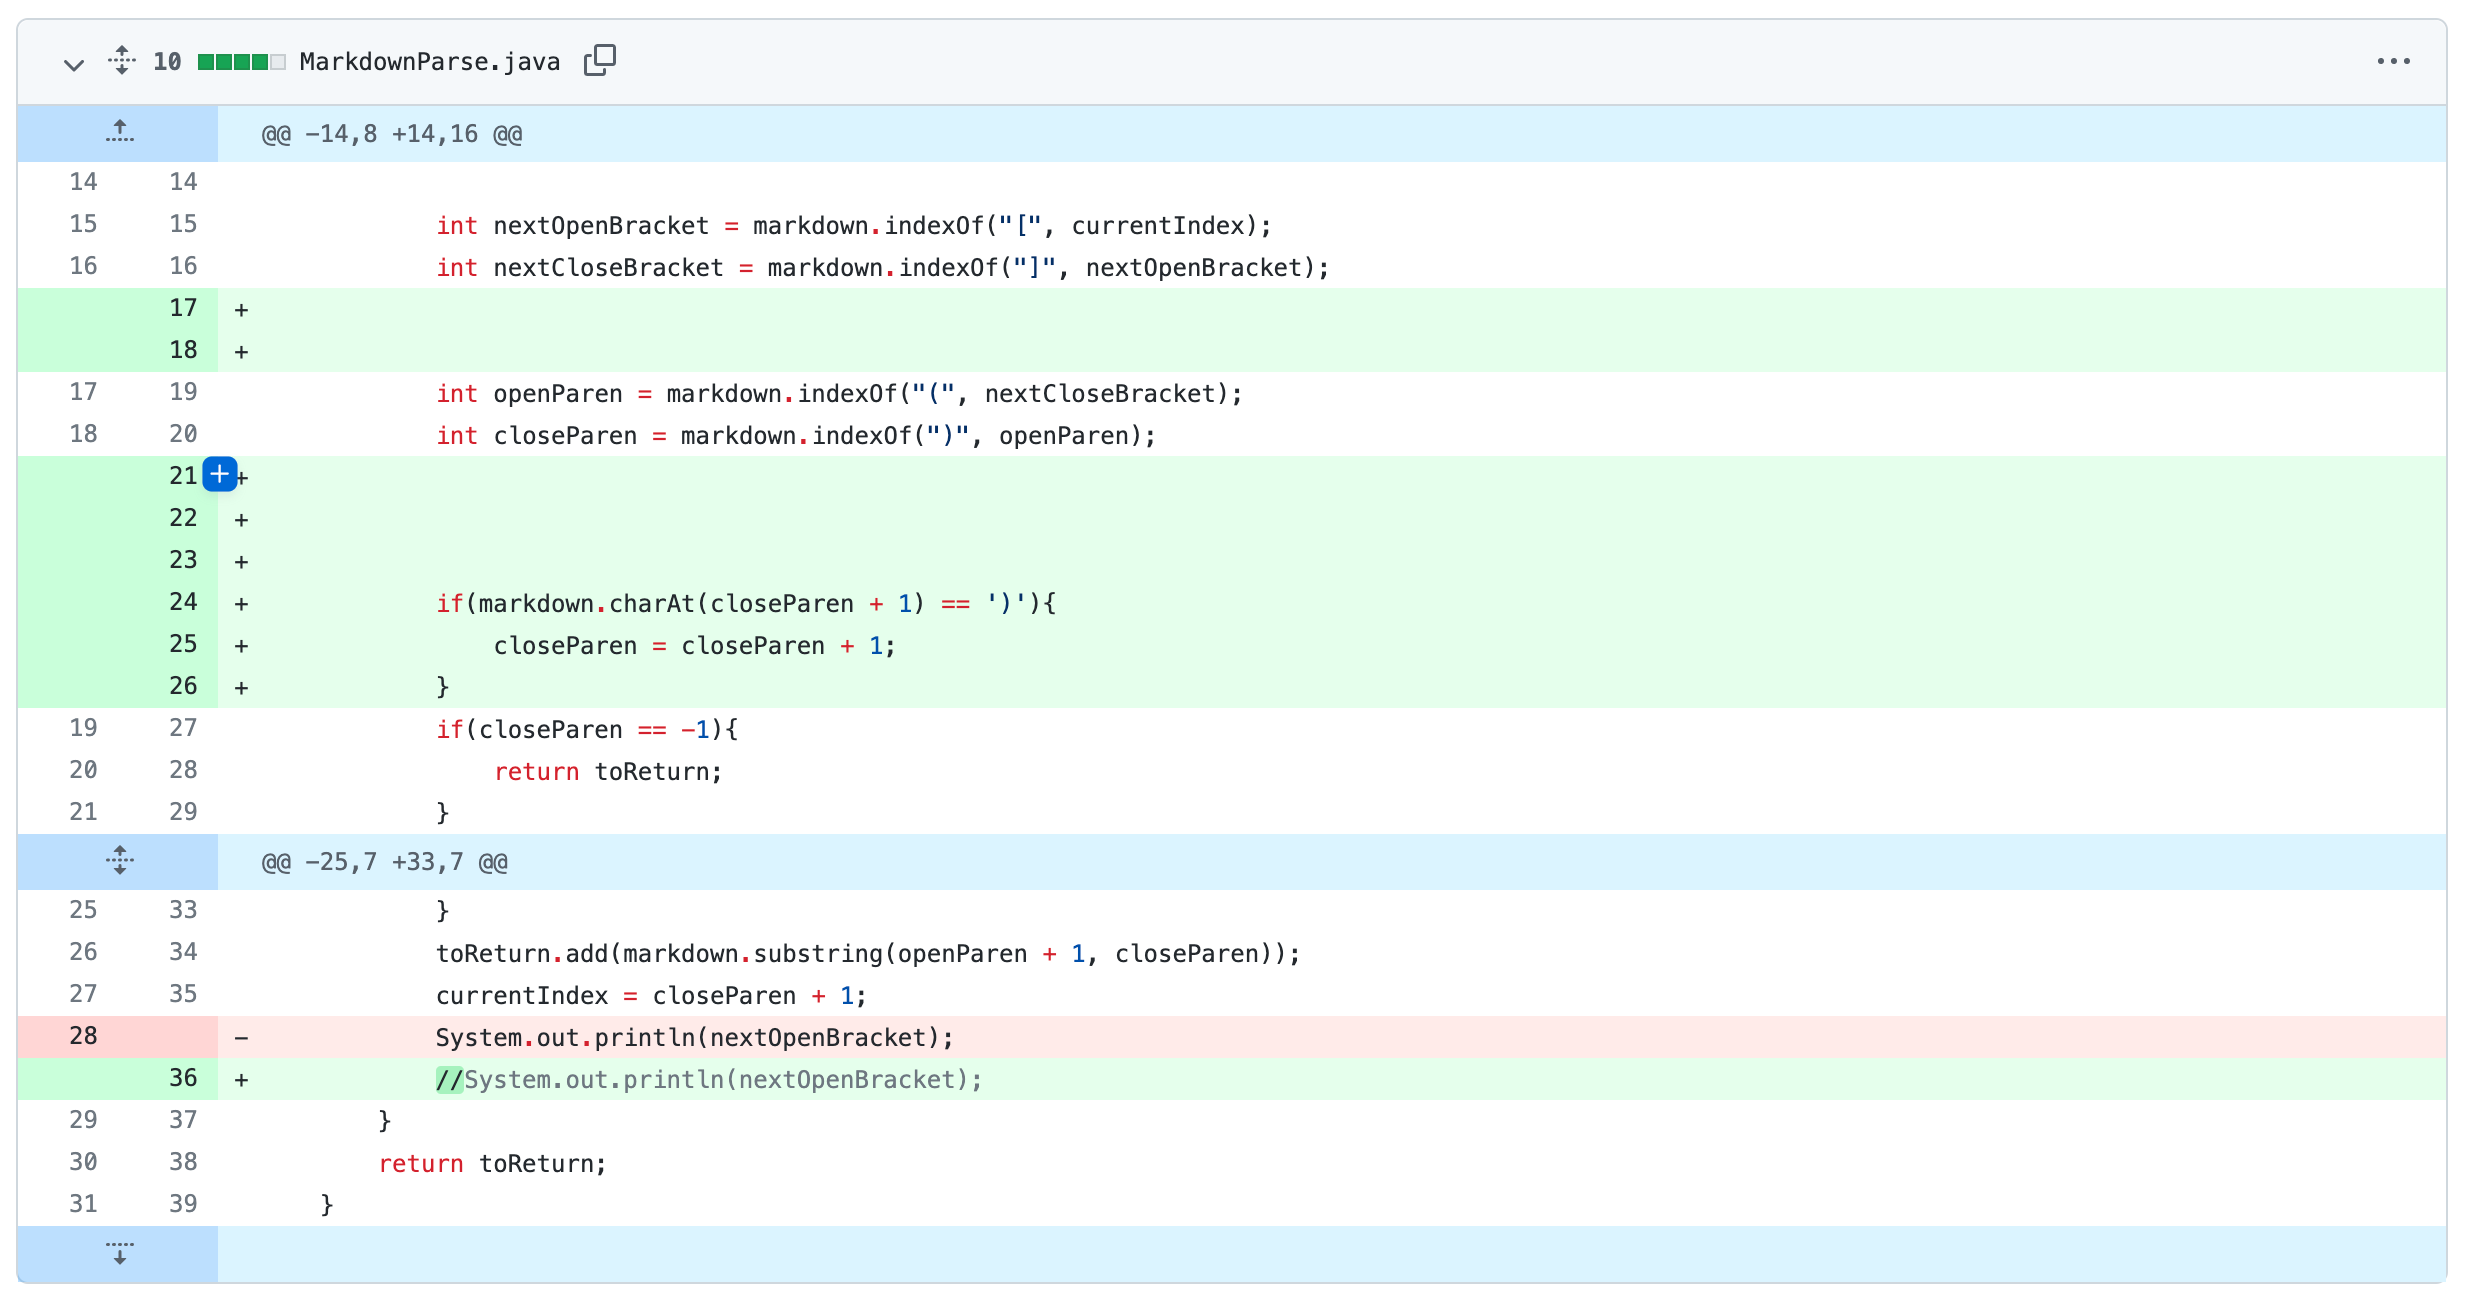 10 MarkdownParse.java
@@ -14,8 +14,16 @@
14 14
15 15 int nextOpenBracket = markdown.indexOf("[", currentIndex);
16 16 int nextCloseBracket = markdown.indexOf("]", nextOpenBracket);
17 +
18 +
17 19 int openParen = markdown.indexOf("(", nextCloseBracket);
18 20 int closeParen = markdown.indexOf(")", openParen);
21 + +
22 +
23 +
24 + if(markdown.charAt(closeParen + 1) == ')'){
25 + closeParen = closeParen + 1;
26 + }
19 27 if(closeParen == -1){
20 28 return toReturn;
21 29 }
@@ -25,7 +33,7 @@
25 33 }
26 34 toReturn.add(markdown.substring(openParen + 1, closeParen));
27 35 currentIndex = closeParen + 1;
28 - System.out.println(nextOpenBracket);
36 + //System.out.println(nextOpenBracket);
29 37 }
30 38 return toReturn;
31 39 }